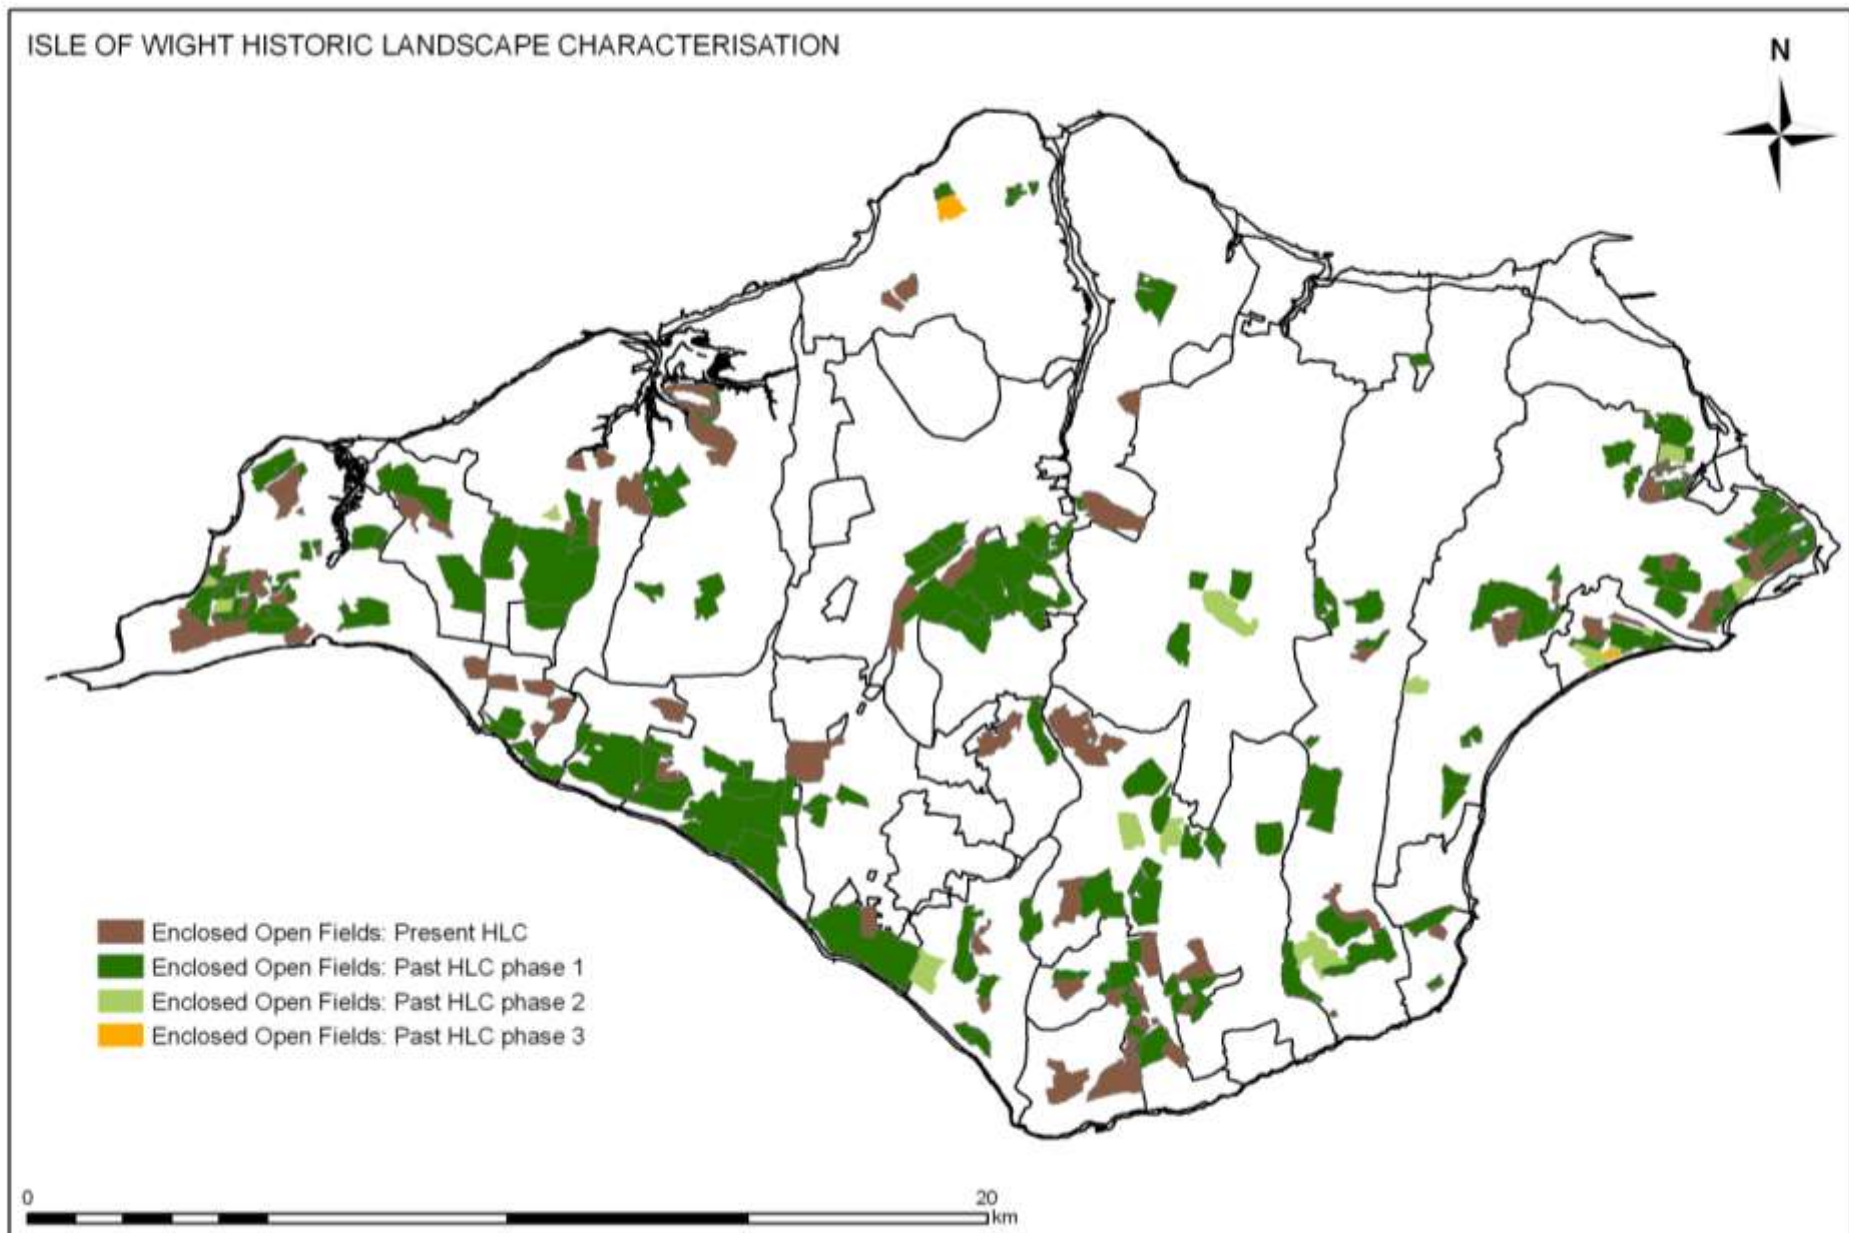 ISLE OF WIGHT HISTORIC LANDSCAPE CHARACTERISATION
N
Enclosed Open Fields: Present HLC
Enclosed Open Fields: Past HLC phase 1
Enclosed Open Fields: Past HLC phase 2
Enclosed Open Fields: Past HLC phase 3
0 20
km